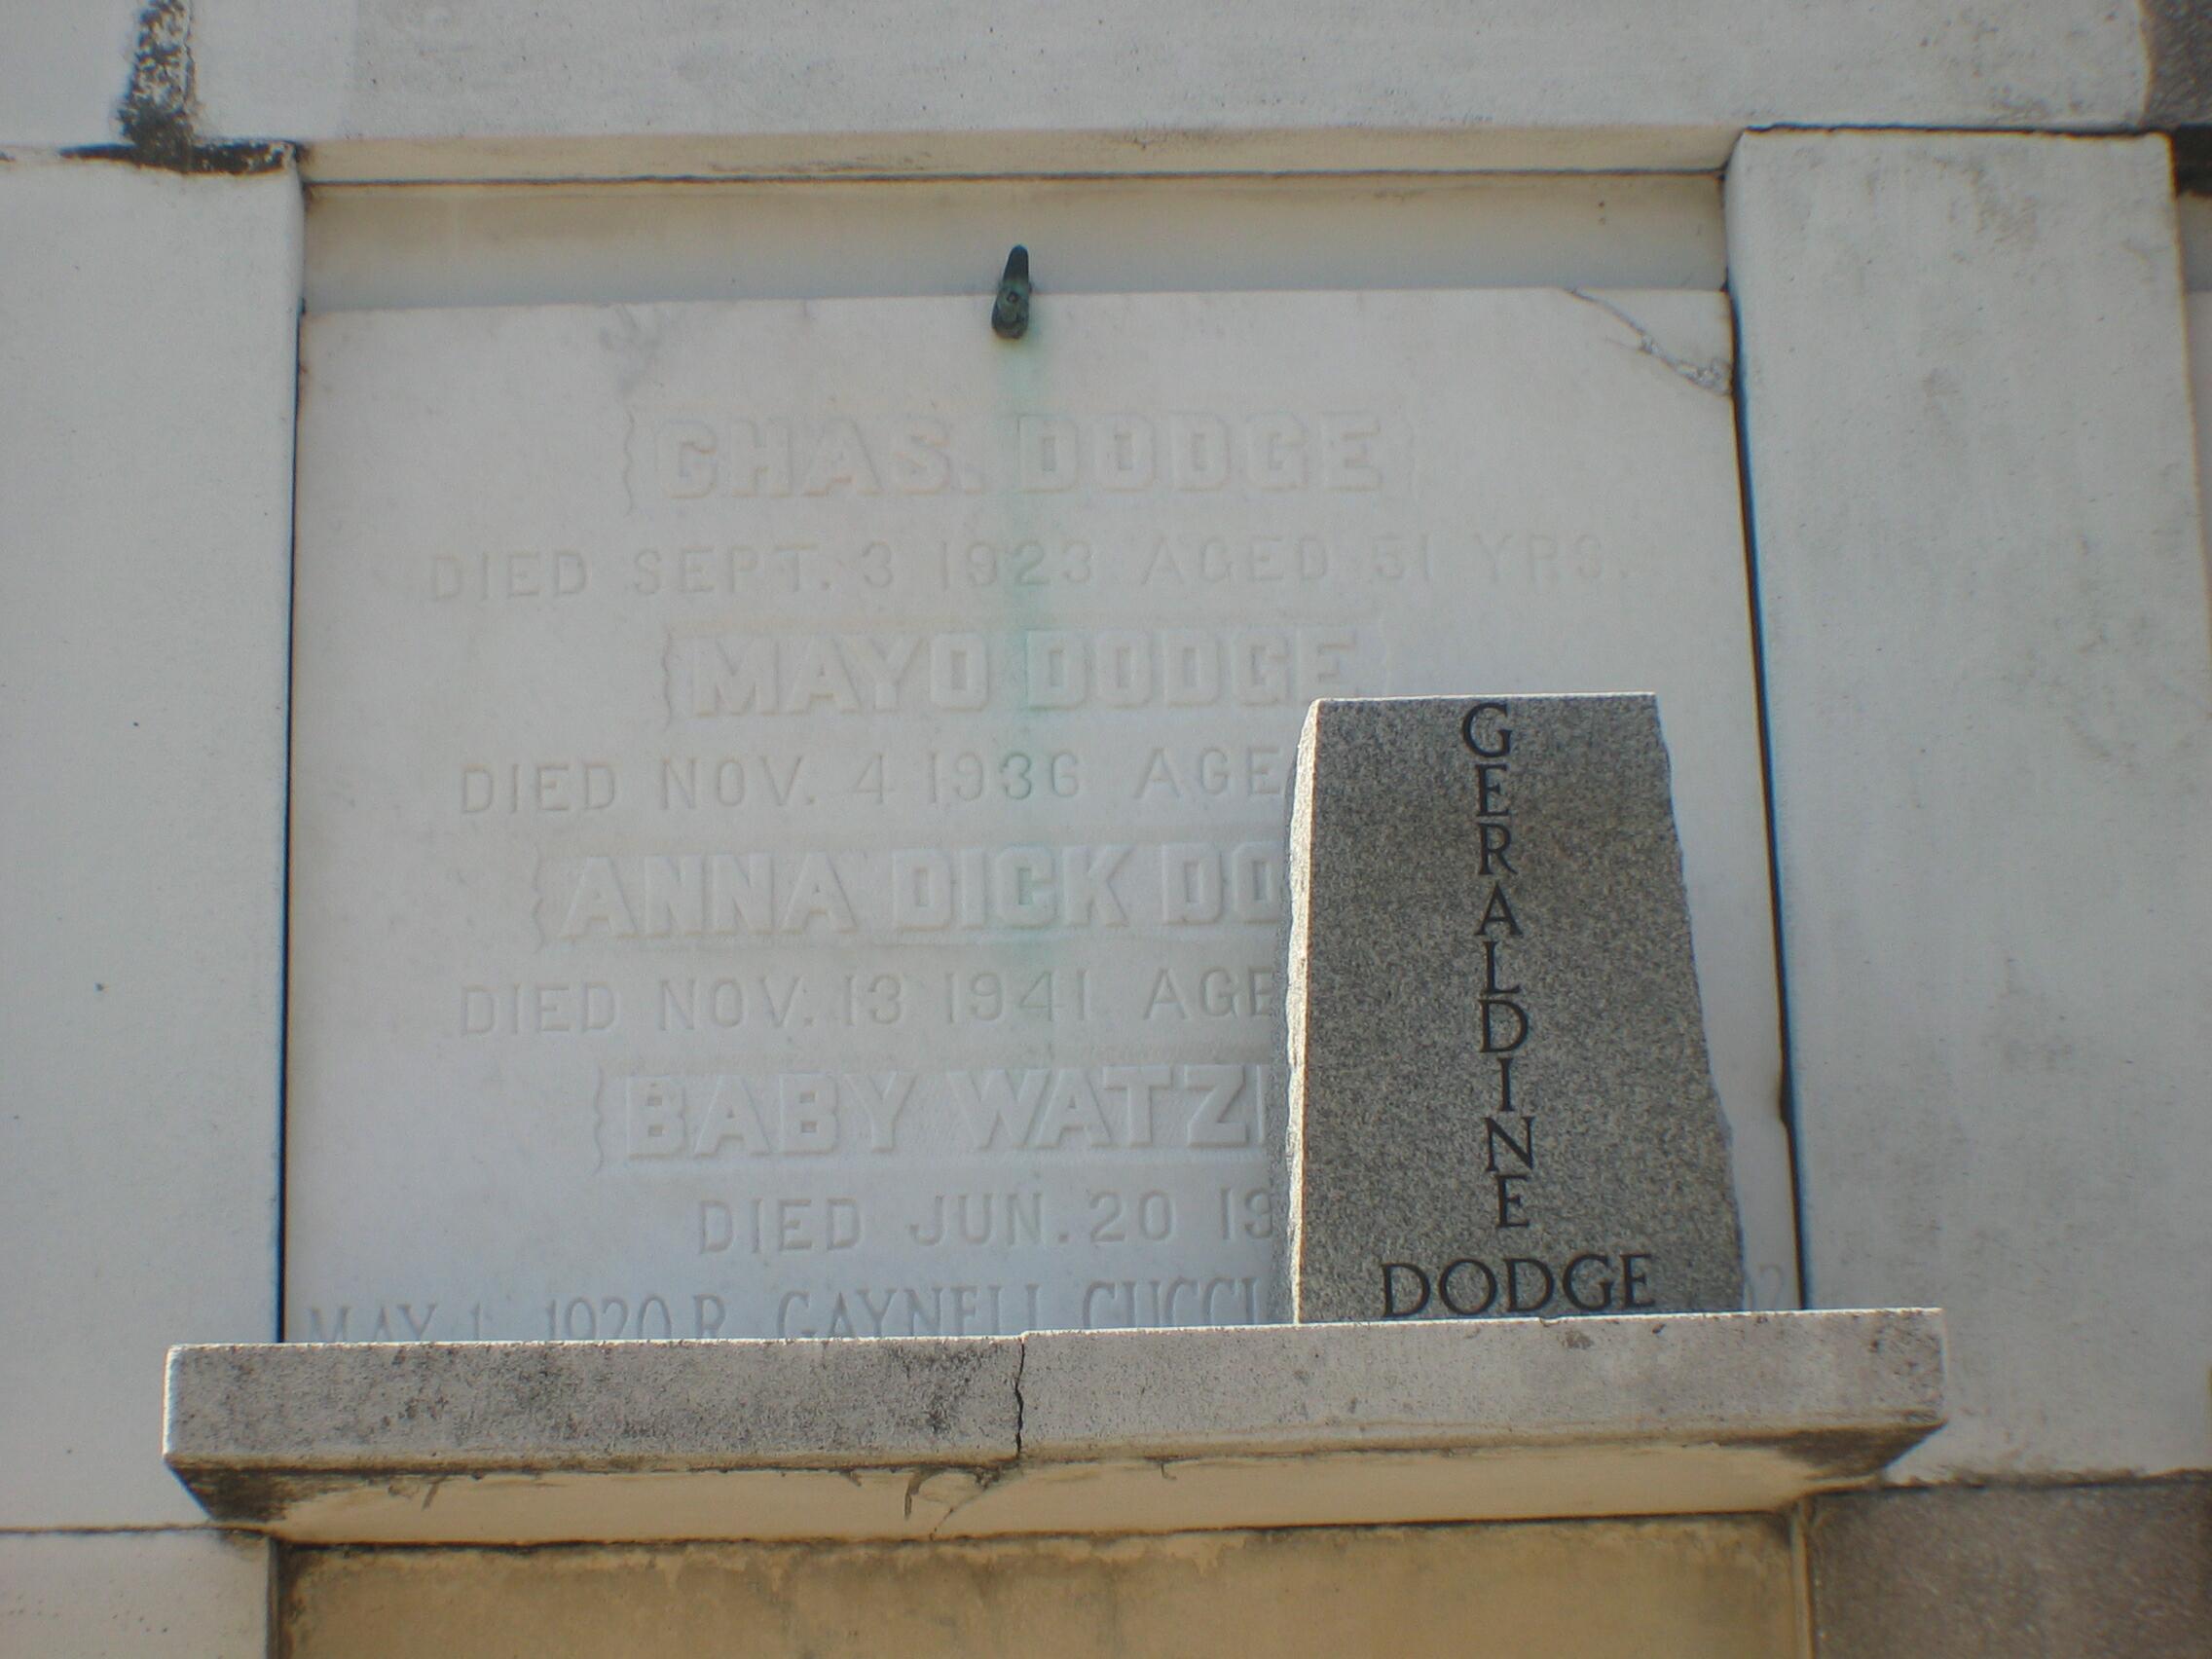 CHAS. DODGE
DIED SEPT. 3 1923 AGED 51 YRS.
MAYO DODGE
DIED NOV. 4 1936 AGE
ANNA DICK DO
DIED NOV. 13 1941 AGE
BABY WATZ
DIED JUN. 20 19
MAY 1, 1920 R. GAYNELL CUCCI
GERALDINE
DODGE